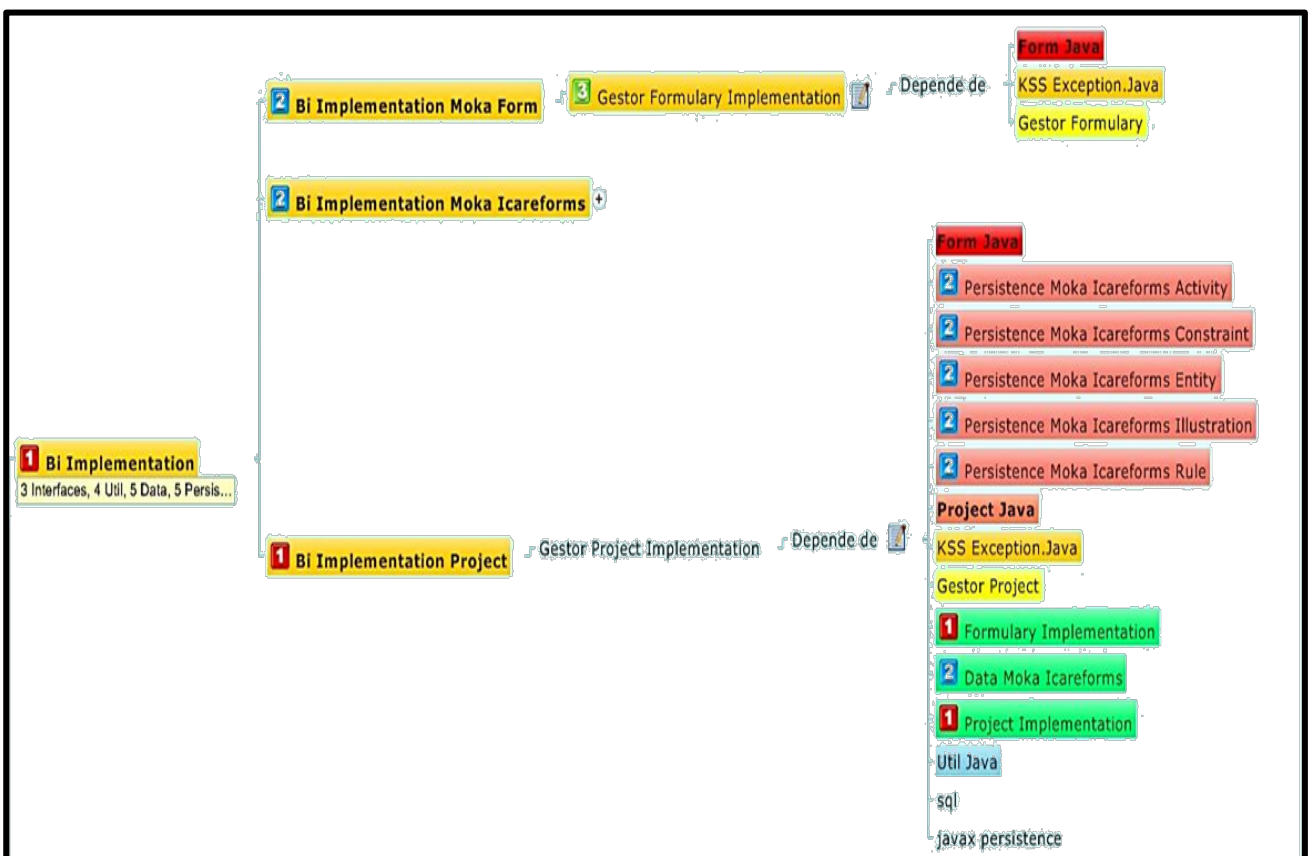 2 Bi Implementation Moka Form
3 Gestor Formulary Implementation
Depende de
Form Java
KSS Exception.Java
Gestor Formulary
2 Bi Implementation Moka Icareforms +
1 Bi Implementation
3 Interfaces, 4 Util, 5 Data, 5 Persis...
1 Bi Implementation Project
Gestor Project Implementation
Depende de
Form Java
2 Persistence Moka Icareforms Activity
2 Persistence Moka Icareforms Constraint
2 Persistence Moka Icareforms Entity
2 Persistence Moka Icareforms Illustration
2 Persistence Moka Icareforms Rule
Project Java
KSS Exception.Java
Gestor Project
1 Formulary Implementation
2 Data Moka Icareforms
1 Project Implementation
Util Java
sql
javax persistence